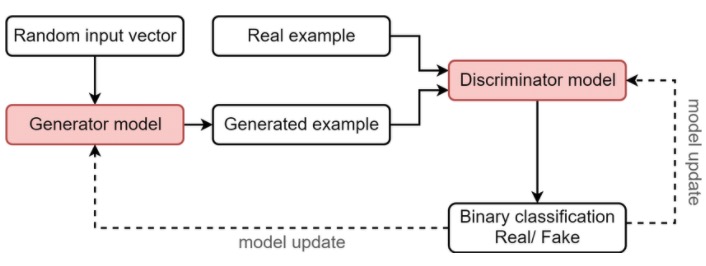 Random input vector
Real example
Discriminator model
Generator model
Generated example
model update
Binary classification
Real/ Fake
model update